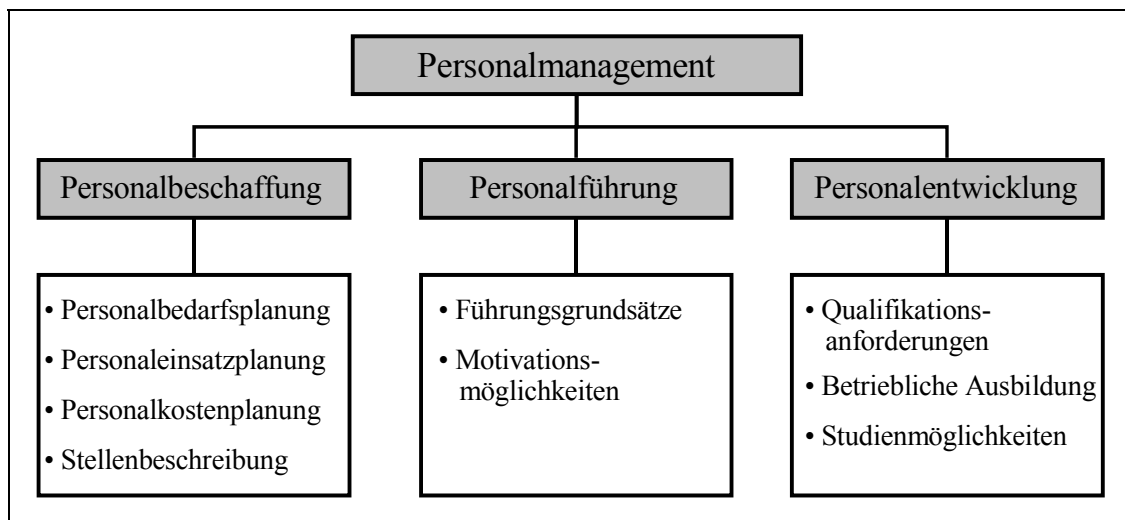 Personalmanagement
Personalbeschaffung
Personalführung
Personalentwicklung
• Personalbedarfsplanung
• Personaleinsatzplanung
• Personalkostenplanung
• Stellenbeschreibung
• Führungsgrundsätze
• Motivations-
möglichkeiten
• Qualifikations-
anforderungen
• Betriebliche Ausbildung
• Studienmöglichkeiten